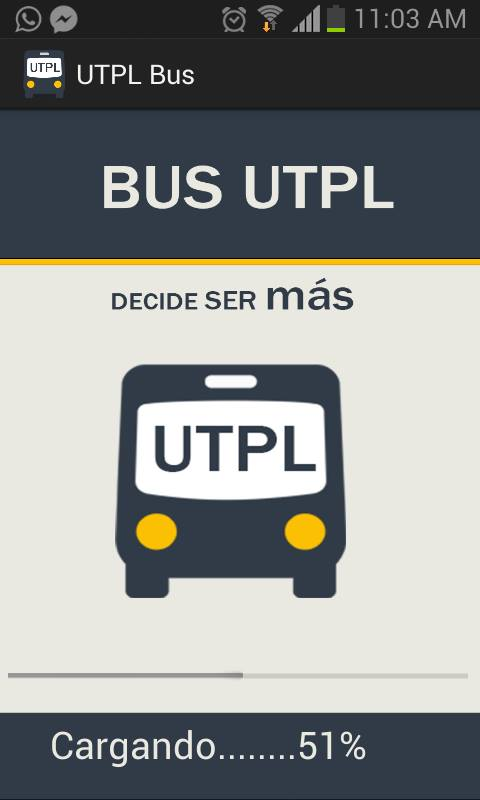 11:03 AM
UTPL
UTPL Bus
BUS UTPL
DECIDE SER más
UTPL
Cargando........51%